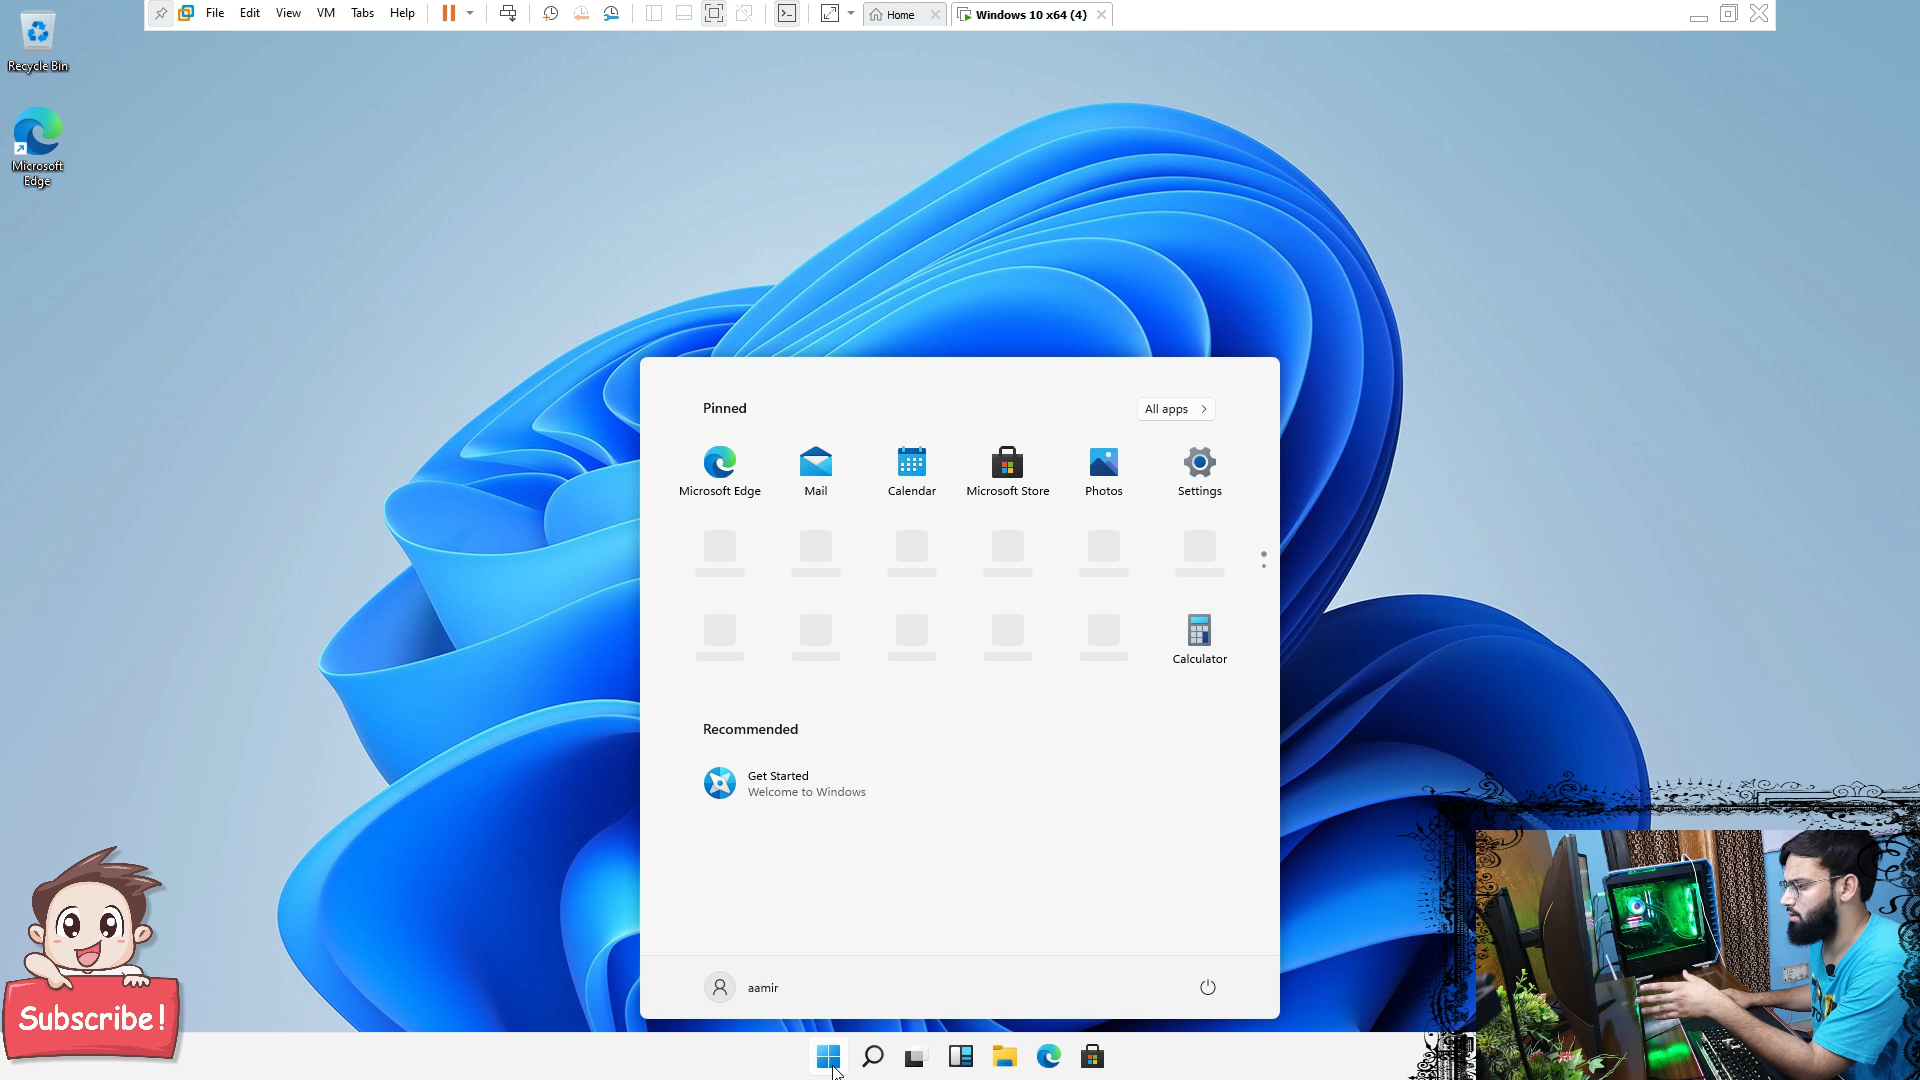 File Edit View VM Tabs Help
Home
Windows 10 x64 (4)
Recycle Bin
Microsoft
Edge
Pinned
All apps
Microsoft Edge
Mail
Calendar
Microsoft Store
Photos
Settings
Calculator
Recommended
Get Started
Welcome to Windows
aamir
Subscribe!